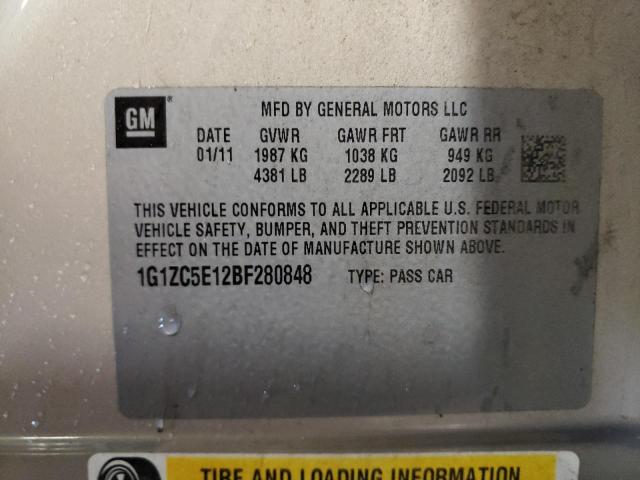 GM
MFD BY GENERAL MOTORS LLC
DATE GVWR GAWR FRT GAWR RR
01/11 1987 KG 1038 KG 949 KG
4381 LB 2289 LB 2092 LB
THIS VEHICLE CONFORMS TO ALL APPLICABLE U.S. FEDERAL MOTOR
VEHICLE SAFETY, BUMPER, AND THEFT PREVENTION STANDARDS IN
EFFECT ON THE DATE OF MANUFACTURE SHOWN ABOVE.
1G1ZC5E12BF280848 TYPE: PASS CAR
TIRE AND LOADING INFORMATION